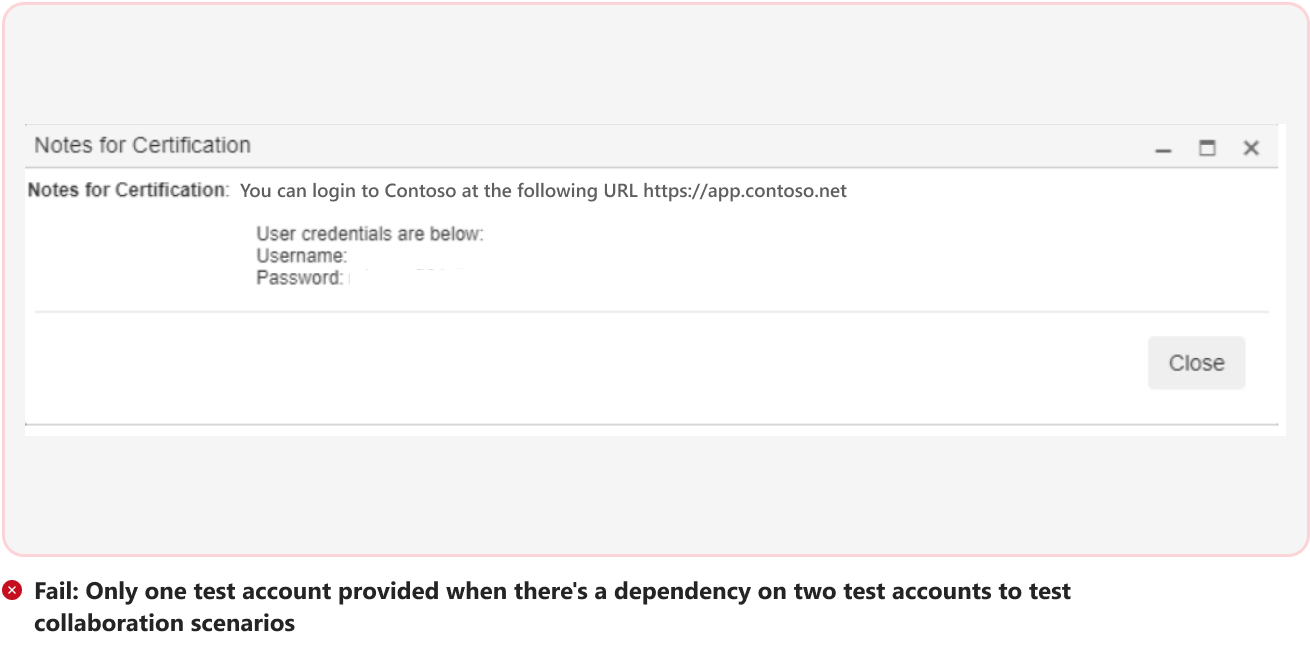 Notes for Certification
Notes for Certification: You can login to Contoso at the following URL https://app.contoso.net
User credentials are below:
Username:
Password:
Close
Fail: Only one test account provided when there's a dependency on two test accounts to test
collaboration scenarios